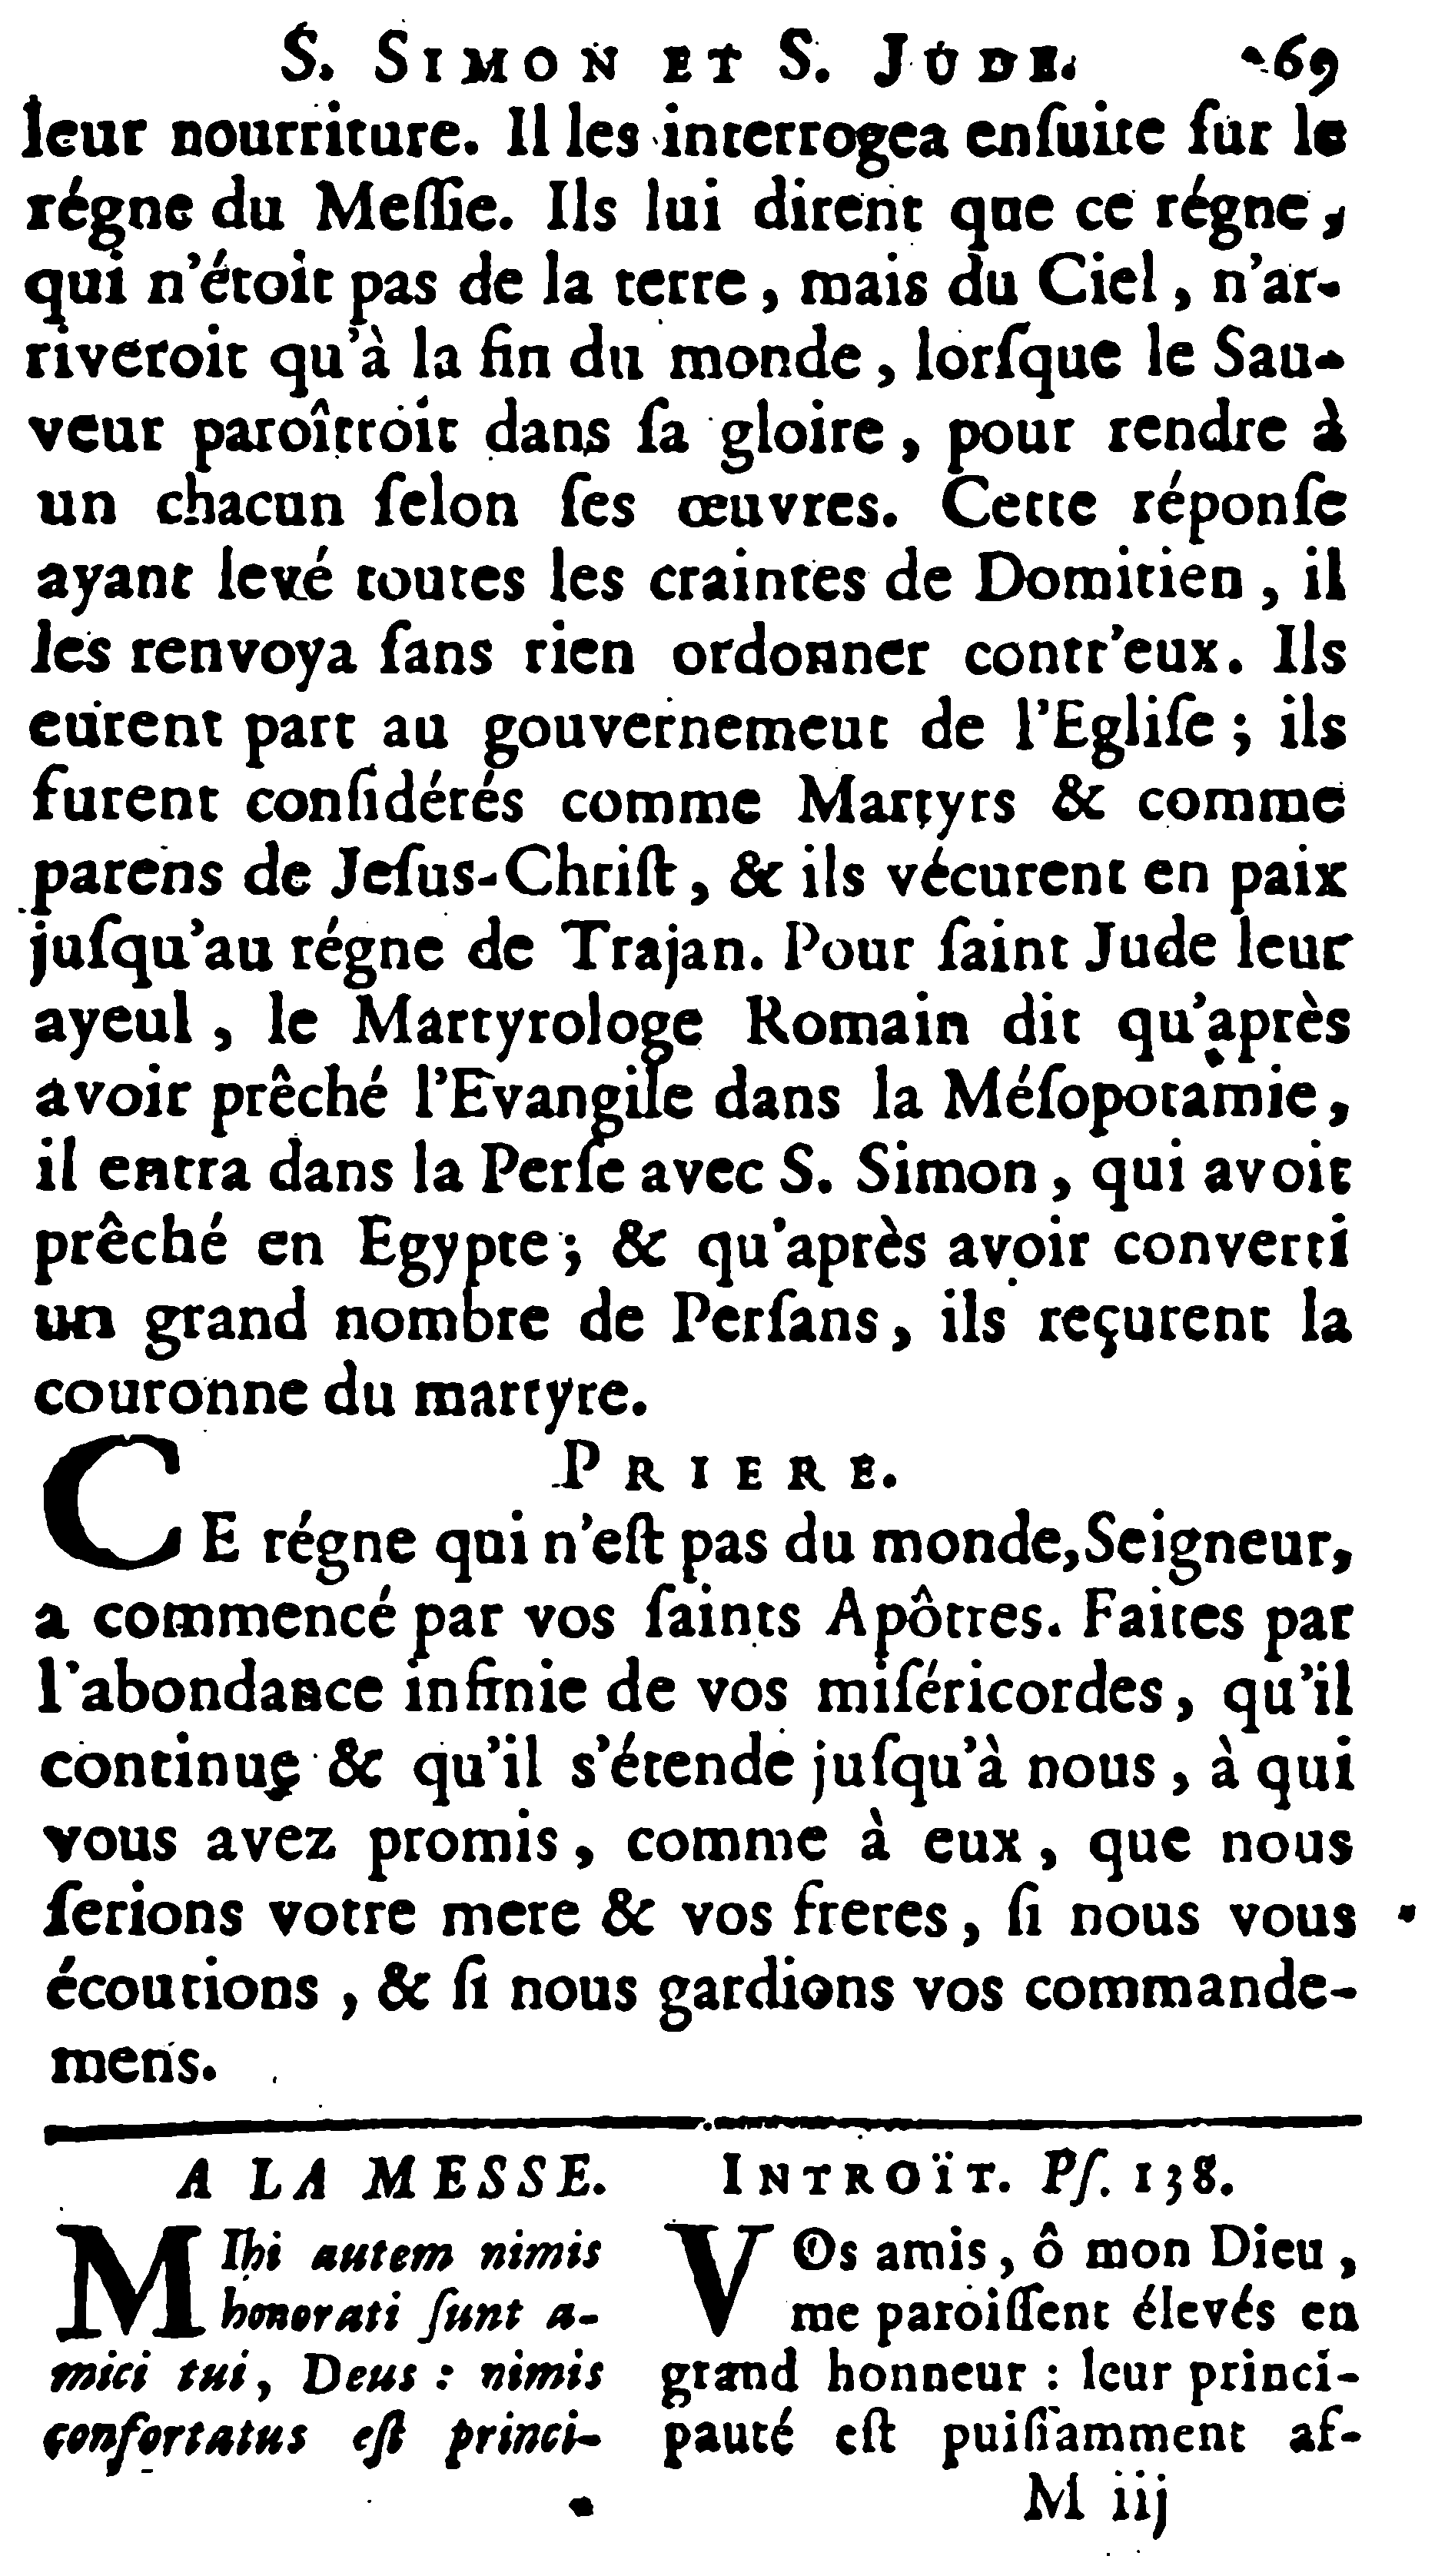 S. SIMON ET S. JUDE. 69
leur nourriture. Il les interrogea enſuite ſur le
régne du Meſſie. Ils lui dirent que ce régne,
qui n'étoit pas de la terre, mais du Ciel, n'ar-
riveroit qu'à la fin du monde, lorſque le Sau-
veur paroîtroit dans ſa gloire, pour rendre à
un chacun ſelon ſes œuvres. Cette réponſe
ayant levé toutes les craintes de Domitien, il
les renvoya ſans rien ordonner contr'eux. Ils
eurent part au gouvernemeut de l'Egliſe; ils
furent conſidérés comme Martyrs & comme
parens de Jeſus-Chriſt, & ils vécurent en paix
juſqu'au régne de Trajan. Pour ſaint Jude leur
ayeul, le Martyrologe Romain dit qu'après
avoir prêché l'Evangile dans la Méſopotamie,
il entra dans la Perſe avec S. Simon, qui avoit
prêché en Egypte; & qu'après avoir converti
un grand nombre de Perſans, ils reçurent la
couronne du martyre.
PRIERE.
CE régne qui n'eſt pas du monde, Seigneur,
a commencé par vos ſaints Apôtres. Faites par
l'abondance infinie de vos miſéricordes, qu'il
continue & qu'il s'étende juſqu'à nous, à qui
vous avez promis, comme à eux, que nous
ſerions votre mere & vos freres, ſi nous vous
écoutions, & ſi nous gardions vos commande-
mens.
A LA MESSE.
MIhi autem nimis
honorati ſunt a-
mici tui, Deus : nimis
confortatus eſt princi-
INTROÏT. Pſ. 138.
VOs amis, ô mon Dieu,
me paroiſſent élevés en
grand honneur : leur princi-
pauté eſt puiſſamment af-
M iij